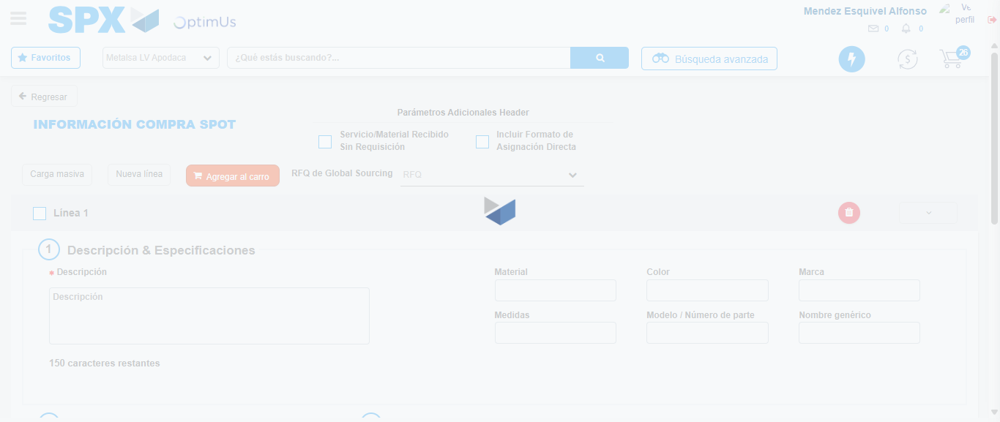 SPX OptimUs
Mendez Esquivel Alfonso
Ve
perfil
0 0
Favoritos
Metalsa LV Apodaca
¿Qué estás buscando?...
Búsqueda avanzada
$
26
Regresar
INFORMACIÓN COMPRA SPOT
Parámetros Adicionales Header
Servicio/Material Recibido
Sin Requisición
Incluir Formato de
Asignación Directa
Carga masiva
Nueva línea
Agregar al carro
RFQ de Global Sourcing
RFQ
Linea 1
1 Descripción & Especificaciones
* Descripción
Descripción
150 caracteres restantes
Material
Color
Marca
Medidas
Modelo / Número de parte
Nombre genérico